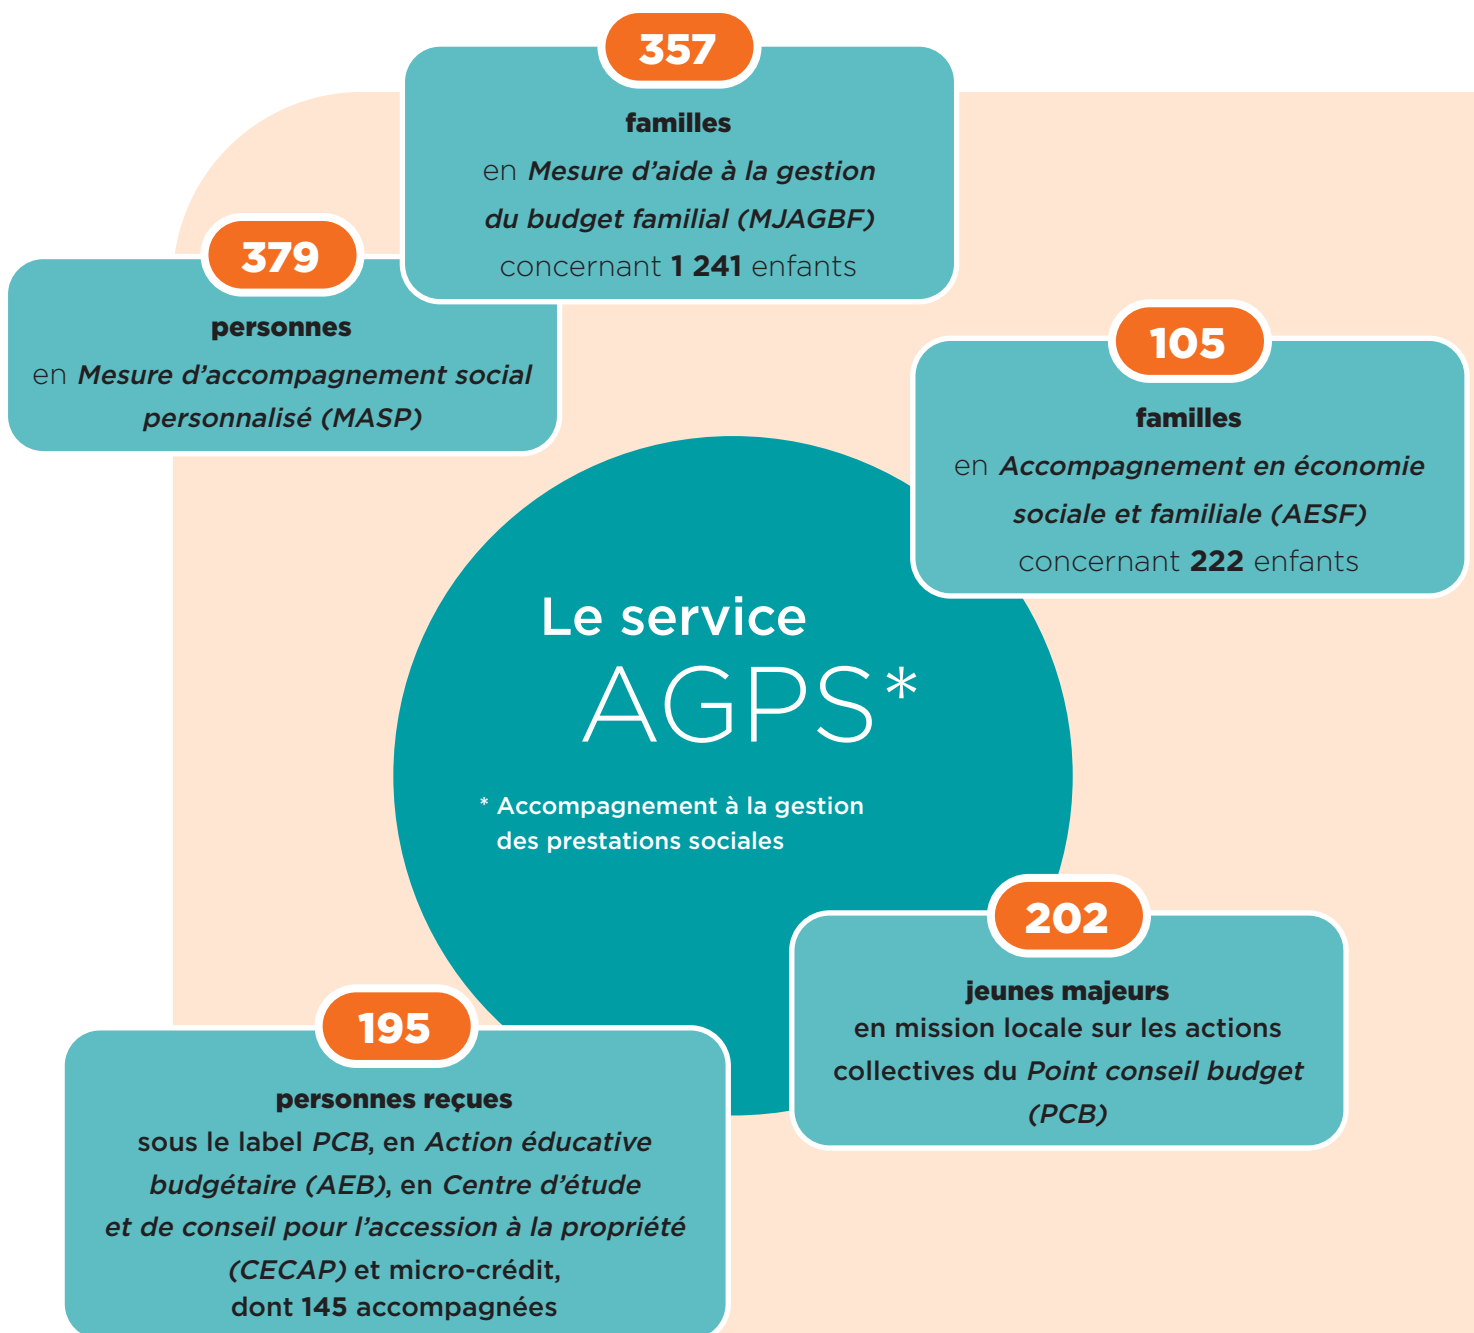 357
familles
en Mesure d’aide à la gestion
du budget familial (MJAGBF)
concernant 1 241 enfants
379
personnes
en Mesure d’accompagnement social
personnalisé (MASP)
105
familles
en Accompagnement en économie
sociale et familiale (AESF)
concernant 222 enfants
Le service
AGPS*
* Accompagnement à la gestion
des prestations sociales
202
jeunes majeurs
en mission locale sur les actions
collectives du Point conseil budget
(PCB)
195
personnes reçues
sous le label PCB, en Action éducative
budgétaire (AEB), en Centre d’étude
et de conseil pour l’accession à la propriété
(CECAP) et micro-crédit,
dont 145 accompagnées